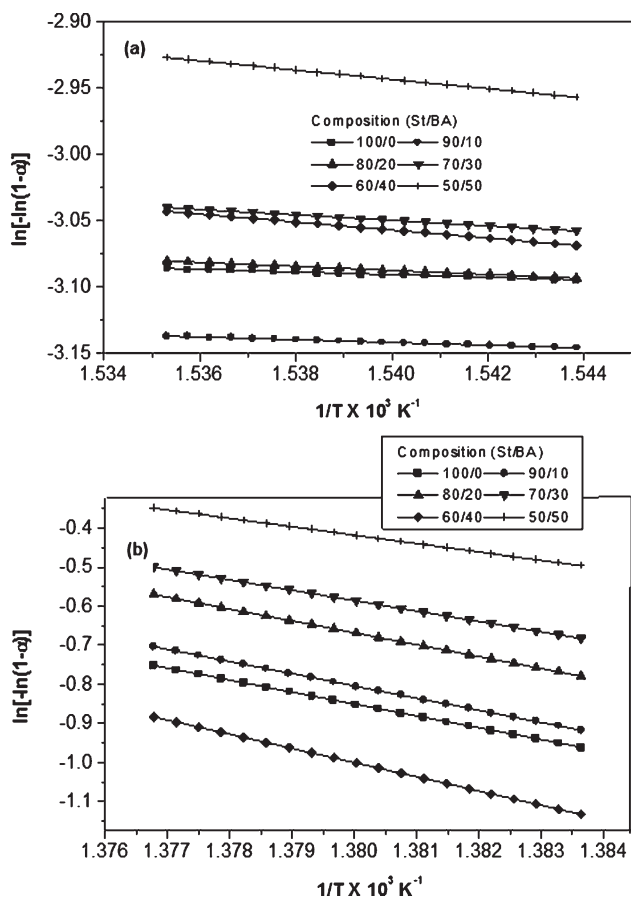 (a)
-2.90
-2.95
-3.00
-3.05
-3.10
-3.15
ln[-ln(1-α)]
Composition (St/BA)
100/0 90/10
80/20 70/30
60/40 50/50
1.534 1.536 1.538 1.540 1.542 1.544
1/T X 10³ K⁻¹
Composition (St/BA)
100/0 90/10
80/20 70/30
60/40 50/50
(b)
-0.4
-0.5
-0.6
-0.7
-0.8
-0.9
-1.0
-1.1
ln[-ln(1-α)]
1.376 1.377 1.378 1.379 1.380 1.381 1.382 1.383 1.384
1/T X 10³ K⁻¹